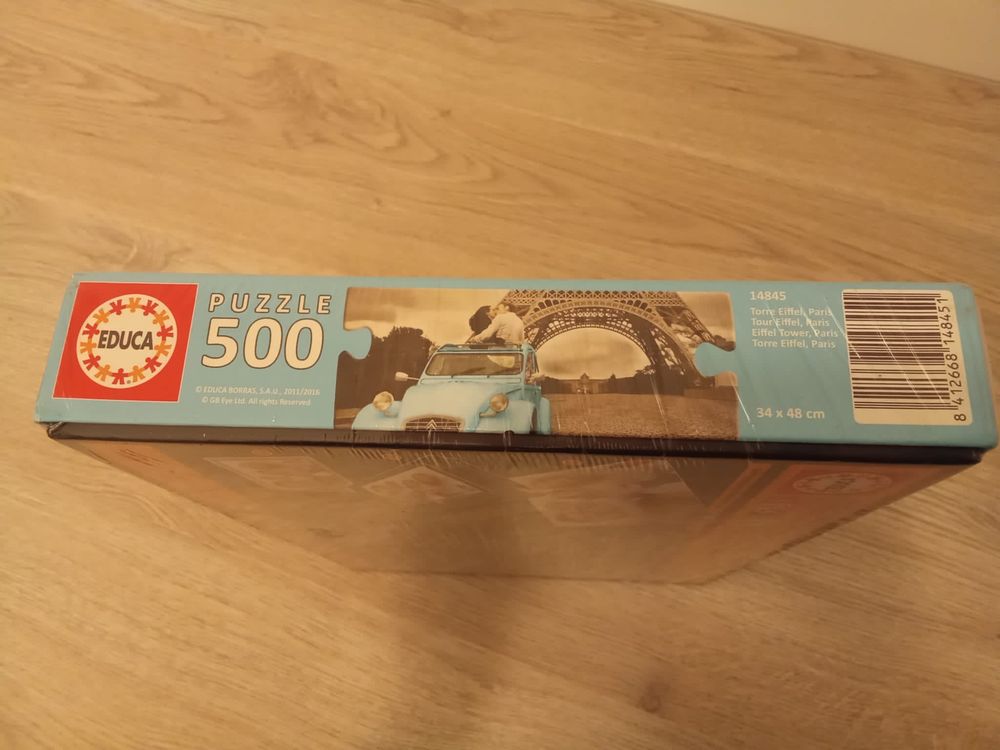 EDUCA
PUZZLE
500
© EDUCA BORRAS, S.A.U., 2011/2016
© GB Eye Ltd. All rights Reserved
14845
Torre Eiffel, París
Tour Eiffel, Paris
Eiffel Tower, Paris
Torre Eiffel, Paris
34 x 48 cm
8 412668 148451